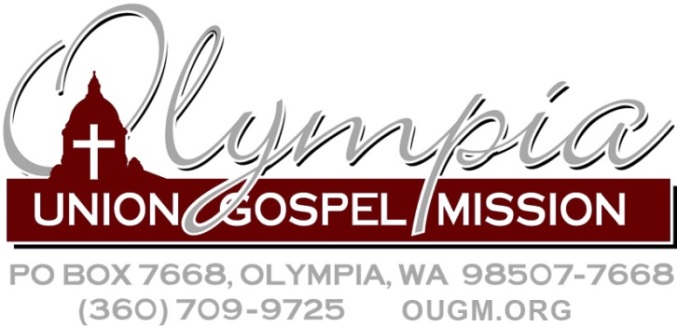 Olympia
UNION GOSPEL MISSION
PO BOX 7668, OLYMPIA, WA 98507-7668
(360) 709-9725 OUGM.ORG